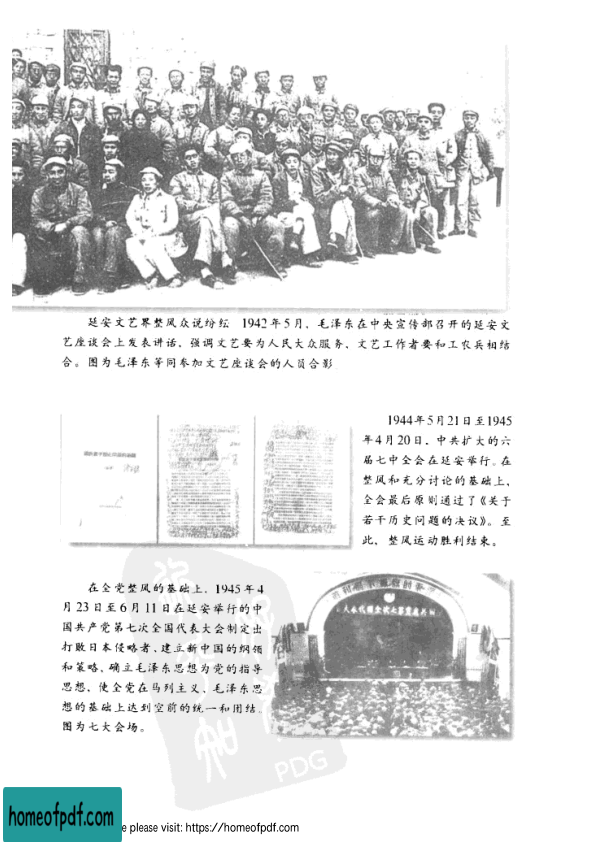 延安文艺界整风众说纷纭 1942年5月，毛泽东在中央宣传部召开的延安文
艺座谈会上发表讲话，强调文艺要为人民大众服务、文艺工作者要和工农兵相结
合。图为毛泽东等同参加文艺座谈会的人员合影
1944年5月21日至1945
年4月20日，中共扩大的六
届七中全会在延安举行。在
整风和充分讨论的基础上，
全会最后原则通过了《关于
若干历史问题的决议》。至
此，整风运动胜利结束。
在全党整风的基础上，1945年4
月23日至6月11日在延安举行的中
国共产党第七次全国代表大会制定出
打败日本侵略者、建立新中国的纲领
和策略，确立毛泽东思想为党的指导
思想，使全党在马列主义、毛泽东思
想的基础上达到空前的统一和团结。
图为七大会场。
PDG
homeofpdf.com
e please visit: https://homeofpdf.com